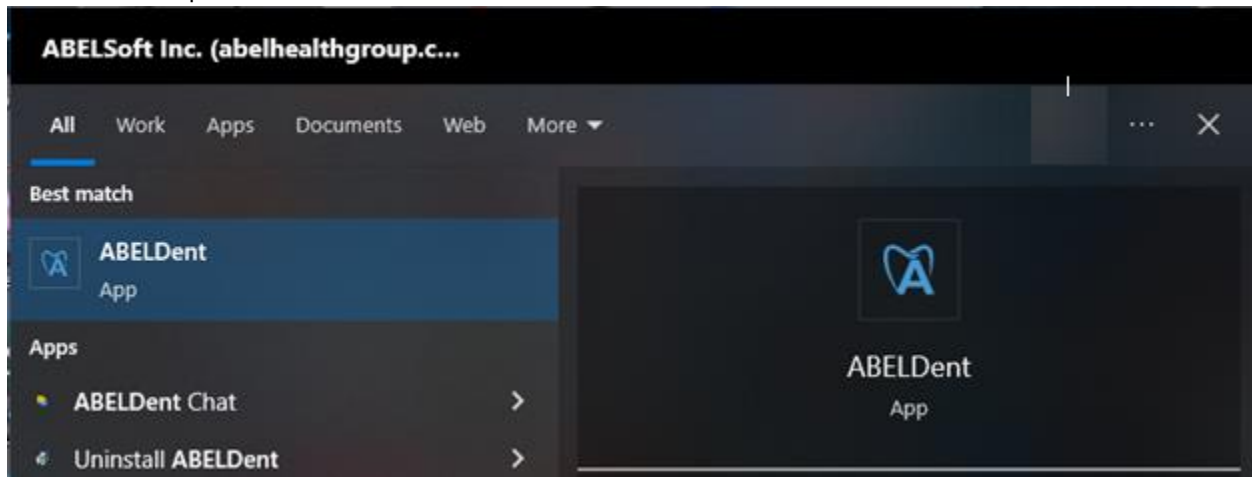 ABELSoft Inc. (abelhealthgroup.c...
All Work Apps Documents Web More
Best match
ABELDent
App
Apps
ABELDent Chat
Uninstall ABELDent
ABELDent
App